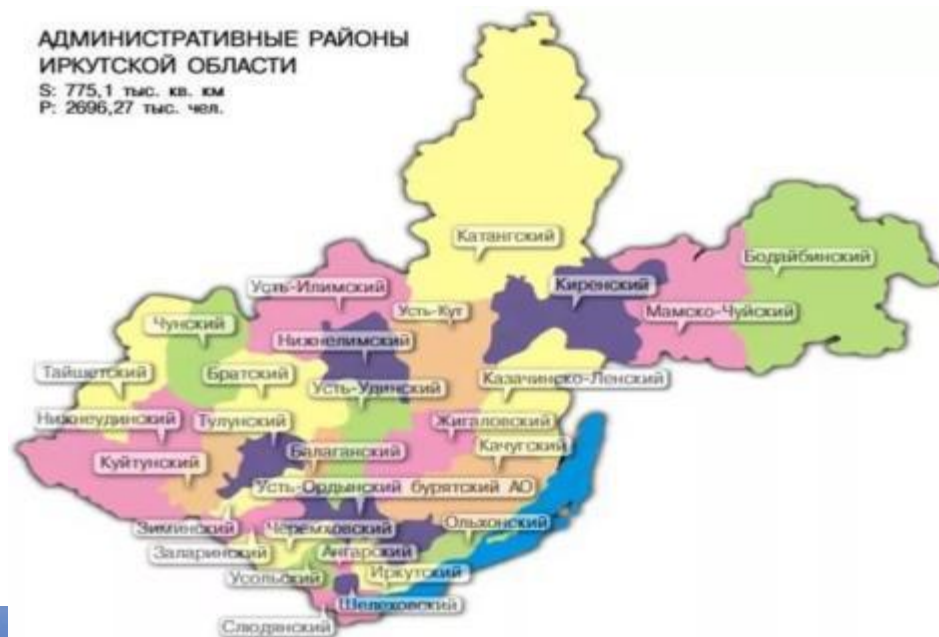 АДМИНИСТРАТИВНЫЕ РАЙОНЫ
ИРКУТСКОЙ ОБЛАСТИ
S: 775,1 тыс. кв. км
P: 2696,27 тыс. чел.
Катангский
Бодайбинский
Усть-Илимский
Киренский
Усть-Кут
Мамско-Чуйский
Чунский
Нижнелимский
Тайшетский
Братский
Усть-Удинский
Казачинско-Ленский
Нижнеудинский
Тулунский
Жигаловский
Куйтунский
Балаганский
Качугский
Усть-Ордынский бурятский АО
Зиминский
Черемховский
Ольхонский
Заларинский
Ангарский
Усольский
Иркутский
Шелеховский
Слюдянский